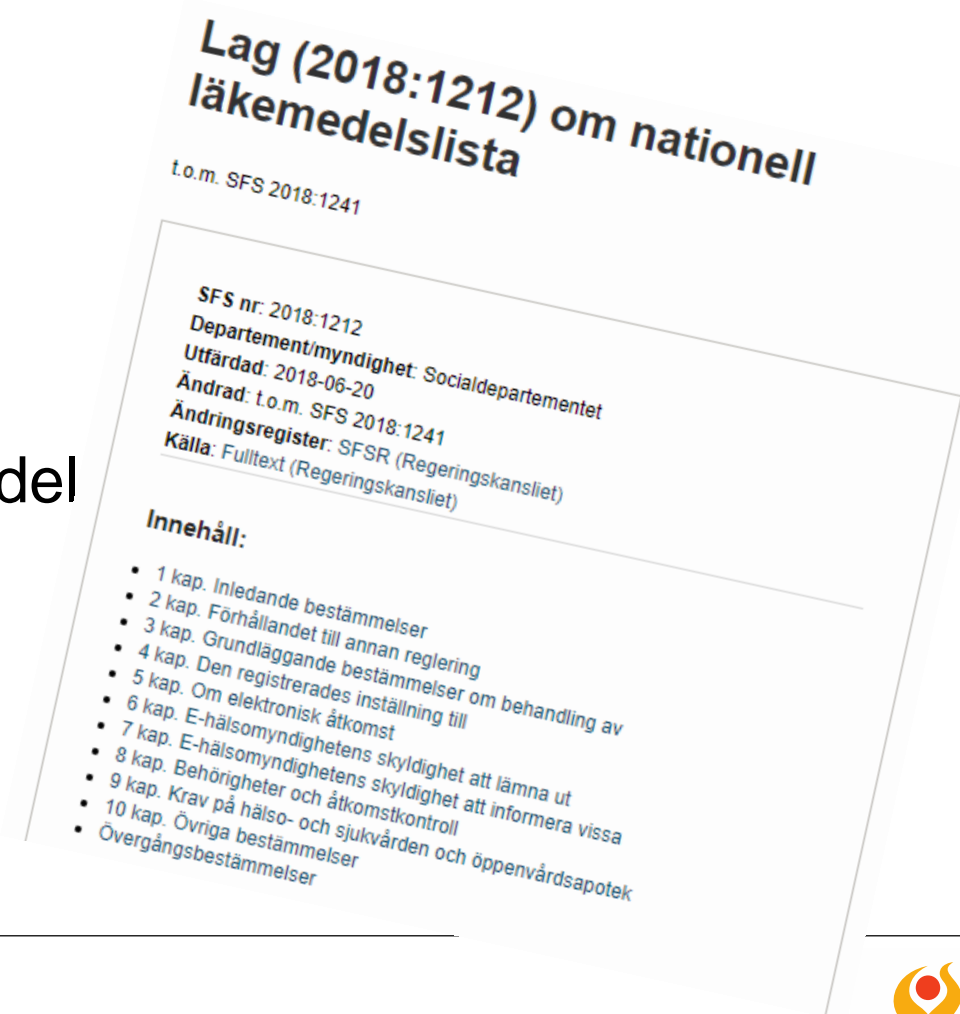 Lag (2018:1212) om nationell
läkemedelslista
t.o.m. SFS 2018:1241
SFS nr: 2018:1212
Departement/myndighet: Socialdepartementet
Utfärdad: 2018-06-20
Ändrad: t.o.m. SFS 2018:1241
Ändringsregister: SFSR (Regeringskansliet)
Källa: Fulltext (Regeringskansliet)
del
Innehåll:
• 1 kap. Inledande bestämmelser
• 2 kap. Förhållandet till annan reglering
• 3 kap. Grundläggande bestämmelser om behandling av
• 4 kap. Den registrerades inställning till
• 5 kap. Om elektronisk åtkomst
• 6 kap. E-hälsomyndighetens skyldighet att lämna ut
• 7 kap. E-hälsomyndighetens skyldighet att informera vissa
• 8 kap. Behörigheter och åtkomstkontroll
• 9 kap. Krav på hälso- och sjukvården och öppenvårdsapotek
• 10 kap. Övriga bestämmelser
• Övergångsbestämmelser